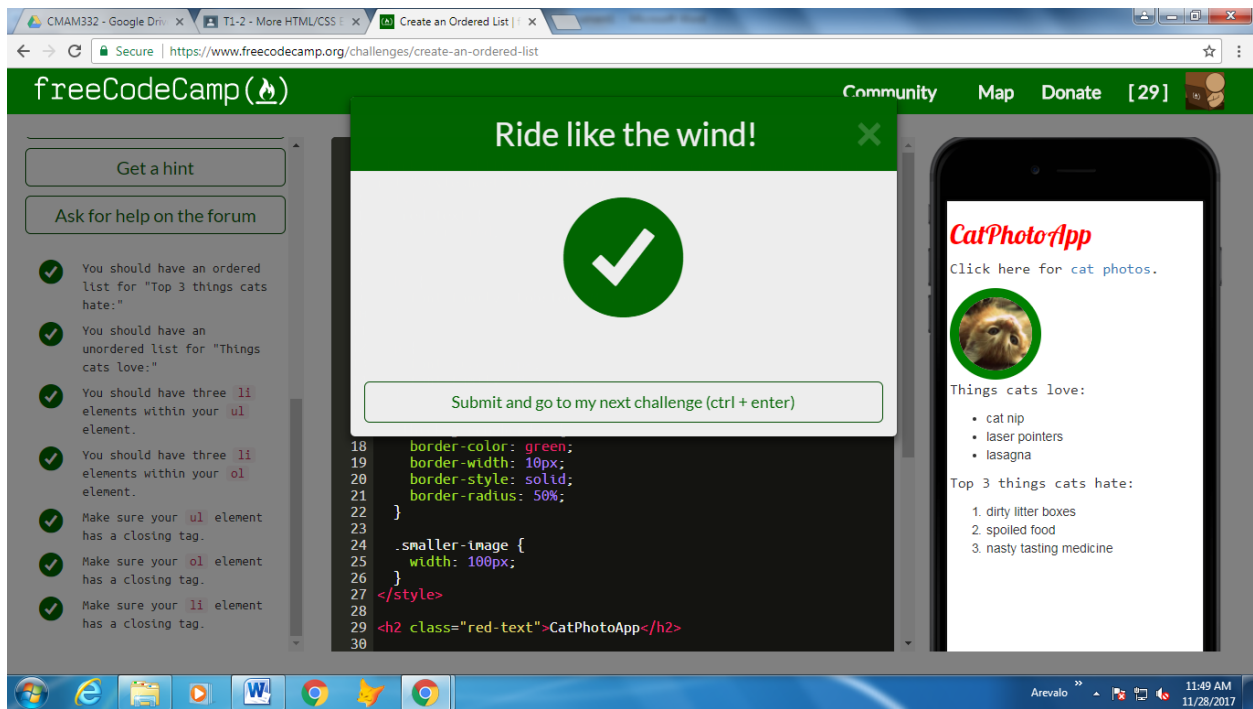 CMAM332 - Google Driv
T1-2 - More HTML/CSS E
Create an Ordered List |
Secure | https://www.freecodecamp.org/challenges/create-an-ordered-list
freeCodeCamp(🔥)
Community Map Donate [ 29 ]
Ride like the wind!
Submit and go to my next challenge (ctrl + enter)
Get a hint
Ask for help on the forum
You should have an ordered
list for "Top 3 things cats
hate:"
You should have an
unordered list for "Things
cats love:"
You should have three li
elements within your ul
element.
You should have three li
elements within your ol
element.
Make sure your ul element
has a closing tag.
Make sure your ol element
has a closing tag.
Make sure your li element
has a closing tag.
18 border-color: green;
19 border-width: 10px;
20 border-style: solid;
21 border-radius: 50%;
22 }
23
24 .smaller-image {
25 width: 100px;
26 }
27 </style>
28
29 <h2 class="red-text">CatPhotoApp</h2>
30
CatPhotoApp
Click here for cat photos.
Things cats love:
• cat nip
• laser pointers
• lasagna
Top 3 things cats hate:
1. dirty litter boxes
2. spoiled food
3. nasty tasting medicine
Arevalo
11:49 AM
11/28/2017